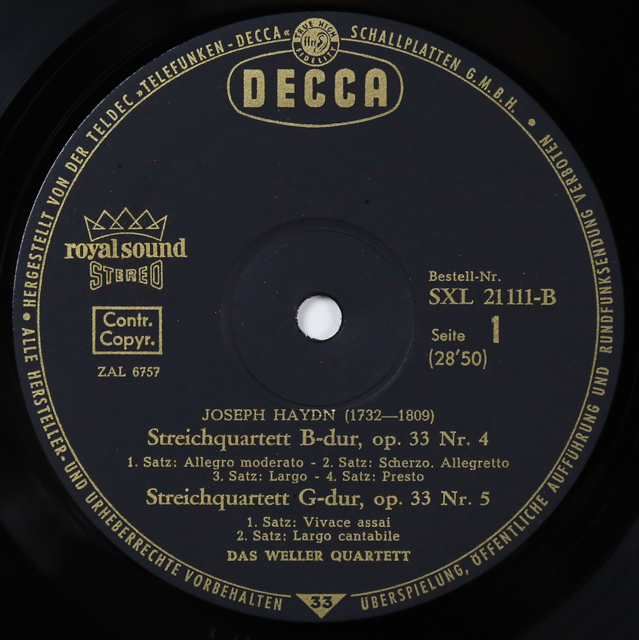 HERGESTELLT VON DER TELDEC »TELEFUNKEN-DECCA« SCHALLPLATTEN G.M.B.H.
TRUE HIGH FIDELITY
DECCA
royal sound
STEREO
Contr.
Copyr.
ZAL 6757
Bestell-Nr.
SXL 21111-B
Seite 1
(28'50)
JOSEPH HAYDN (1732—1809)
Streichquartett B-dur, op. 33 Nr. 4
1. Satz: Allegro moderato - 2. Satz: Scherzo. Allegretto
3. Satz: Largo - 4. Satz: Presto
Streichquartett G-dur, op. 33 Nr. 5
1. Satz: Vivace assai
2. Satz: Largo cantabile
DAS WELLER QUARTETT
• ALLE HERSTELLER- UND URHEBERRECHTE VORBEHALTEN
33
ÜBERSPIELUNG, ÖFFENTLICHE AUFFÜHRUNG UND RUNDFUNKSENDUNG VERBOTEN •